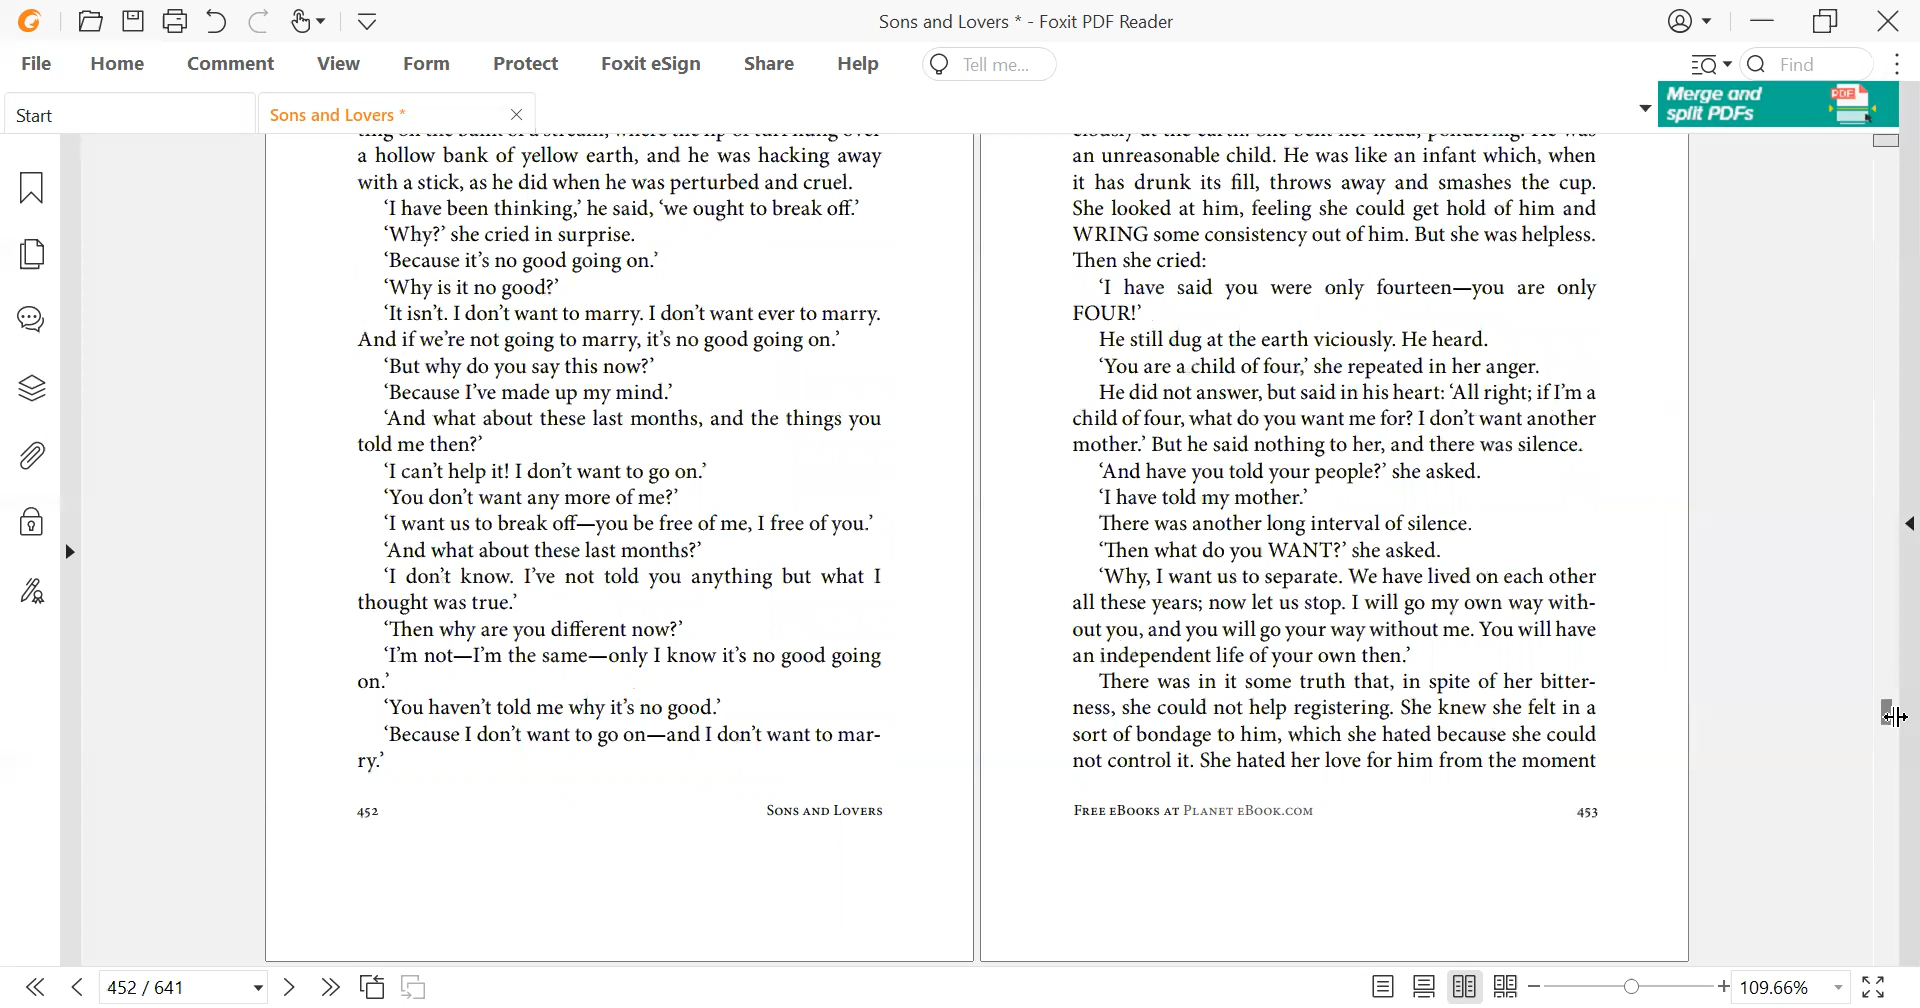 Sons and Lovers * - Foxit PDF Reader
File Home Comment View Form Protect Foxit eSign Share Help Tell me... Find
Start
Sons and Lovers *
Merge and
split PDFs
PDF
a hollow bank of yellow earth, and he was hacking away
with a stick, as he did when he was perturbed and cruel.
‘I have been thinking,’ he said, ‘we ought to break off.’
‘Why?’ she cried in surprise.
‘Because it’s no good going on.’
‘Why is it no good?’
‘It isn’t. I don’t want to marry. I don’t want ever to marry.
And if we’re not going to marry, it’s no good going on.’
‘But why do you say this now?’
‘Because I’ve made up my mind.’
‘And what about these last months, and the things you
told me then?’
‘I can’t help it! I don’t want to go on.’
‘You don’t want any more of me?’
‘I want us to break off—you be free of me, I free of you.’
‘And what about these last months?’
‘I don’t know. I’ve not told you anything but what I
thought was true.’
‘Then why are you different now?’
‘I’m not—I’m the same—only I know it’s no good going
on.’
‘You haven’t told me why it’s no good.’
‘Because I don’t want to go on—and I don’t want to mar-
ry.’
452 Sons and Lovers
an unreasonable child. He was like an infant which, when
it has drunk its fill, throws away and smashes the cup.
She looked at him, feeling she could get hold of him and
WRING some consistency out of him. But she was helpless.
Then she cried:
‘I have said you were only fourteen—you are only
FOUR!’
He still dug at the earth viciously. He heard.
‘You are a child of four,’ she repeated in her anger.
He did not answer, but said in his heart: ‘All right; if I’m a
child of four, what do you want me for? I don’t want another
mother.’ But he said nothing to her, and there was silence.
‘And have you told your people?’ she asked.
‘I have told my mother.’
There was another long interval of silence.
‘Then what do you WANT?’ she asked.
‘Why, I want us to separate. We have lived on each other
all these years; now let us stop. I will go my own way with-
out you, and you will go your way without me. You will have
an independent life of your own then.’
There was in it some truth that, in spite of her bitter-
ness, she could not help registering. She knew she felt in a
sort of bondage to him, which she hated because she could
not control it. She hated her love for him from the moment
Free eBooks at Planet eBook.com 453
452 / 641
109.66%